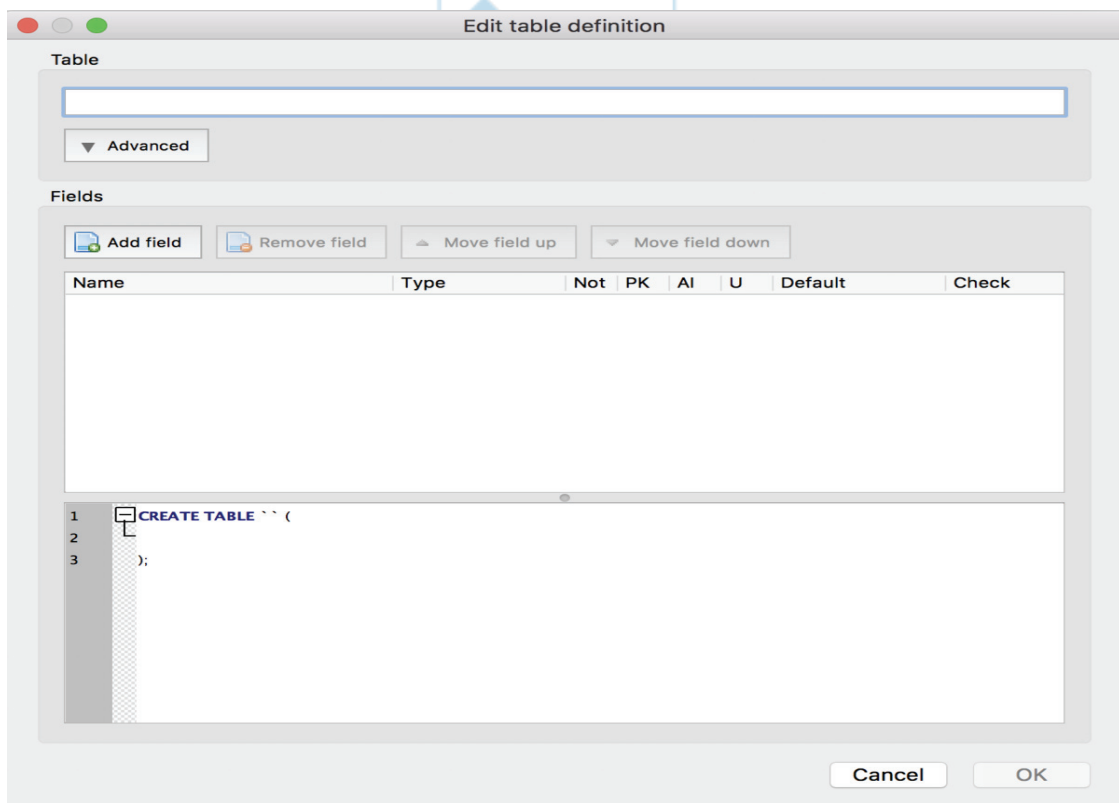 Edit table definition
Table
Advanced
Fields
Add field Remove field Move field up Move field down
Name Type Not PK AI U Default Check
1 CREATE TABLE `` (
2
3 );
Cancel OK